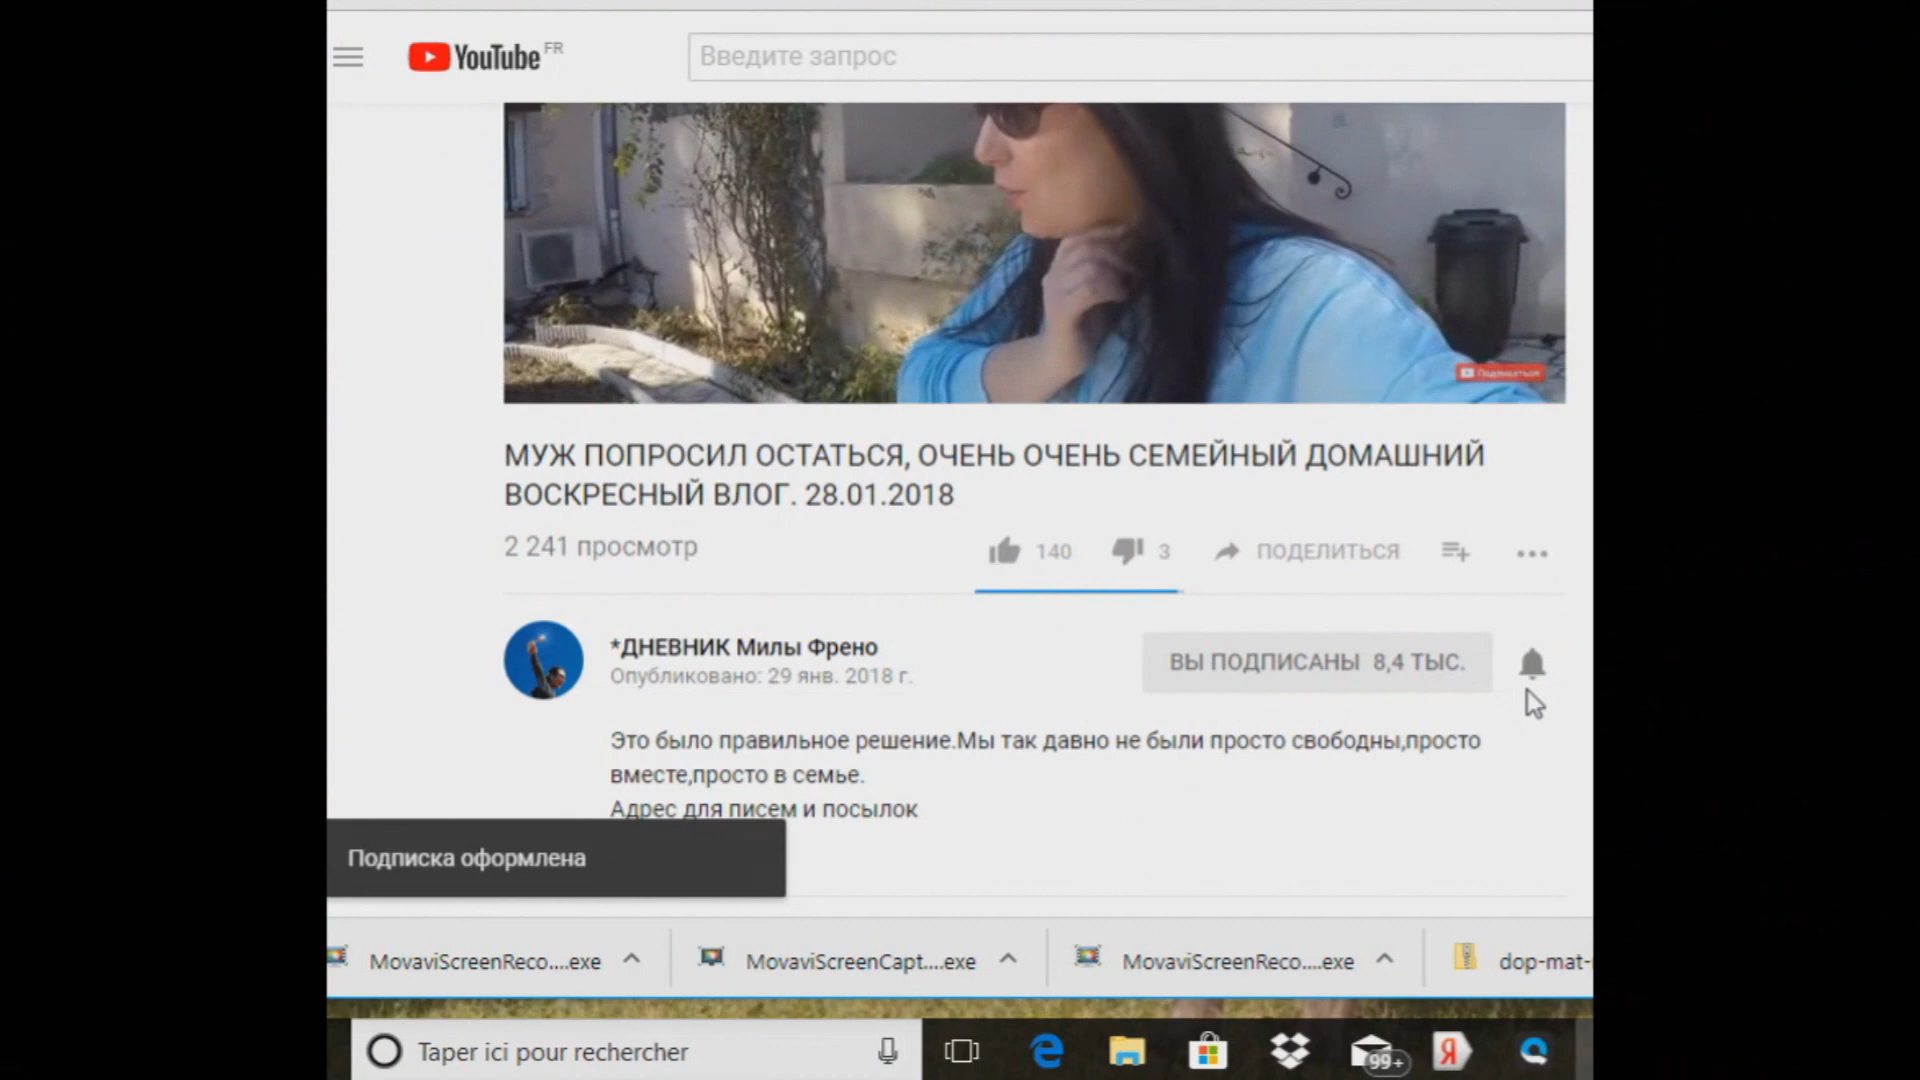 YouTube FR
Введите запрос
Подписаться
МУЖ ПОПРОСИЛ ОСТАТЬСЯ, ОЧЕНЬ ОЧЕНЬ СЕМЕЙНЫЙ ДОМАШНИЙ
ВОСКРЕСНЫЙ ВЛОГ. 28.01.2018
2 241 просмотр
140 3 ПОДЕЛИТЬСЯ
*ДНЕВНИК Милы Френо
Опубликовано: 29 янв. 2018 г.
ВЫ ПОДПИСАНЫ 8,4 ТЫС.
Это было правильное решение.Мы так давно не были просто свободны,просто
вместе,просто в семье.
Адрес для писем и посылок
Подписка оформлена
MovaviScreenReco....exe MovaviScreenCapt....exe MovaviScreenReco....exe dop-mat-
Taper ici pour rechercher 99+ Я